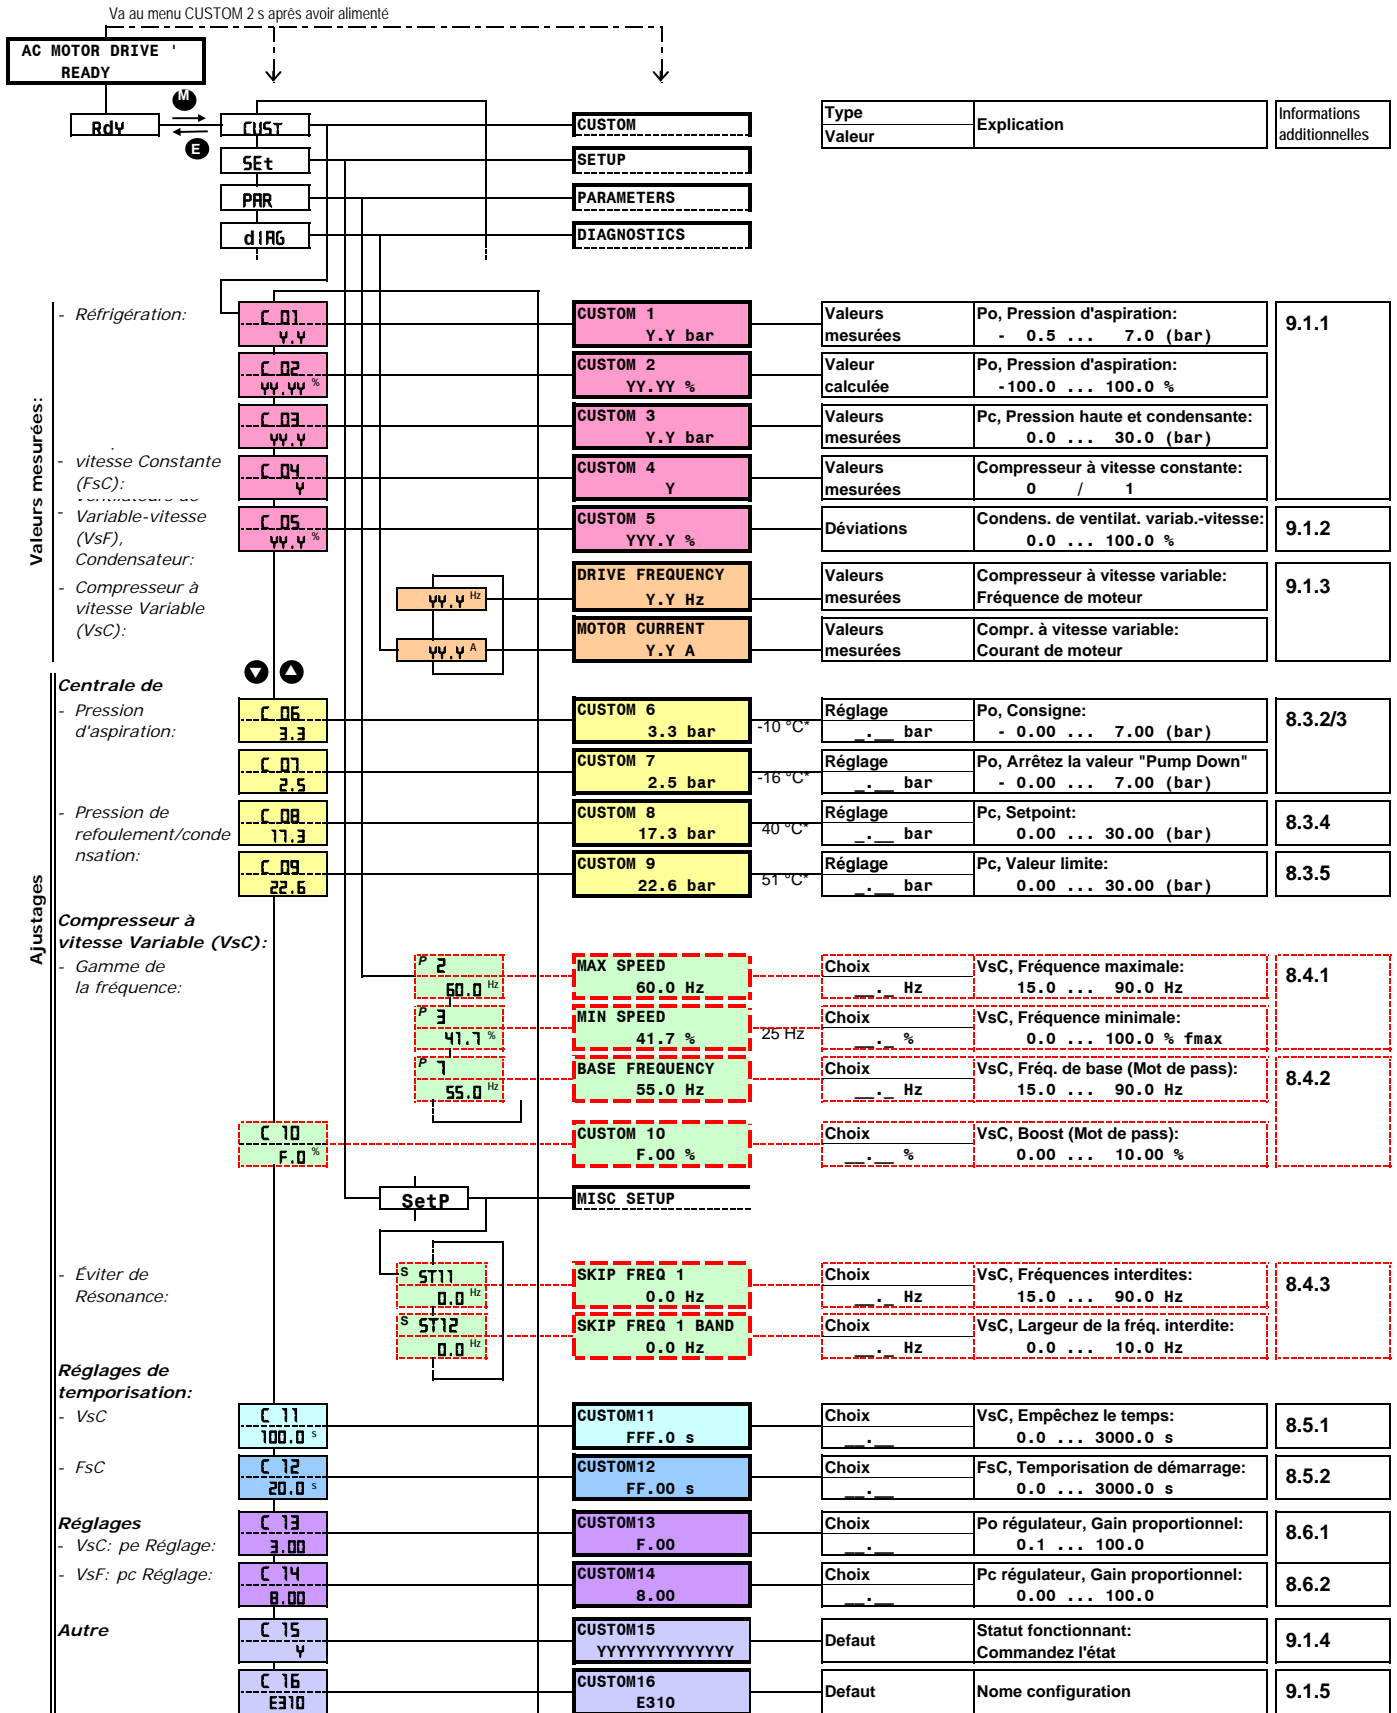 Va au menu CUSTOM 2 s après avoir alimenté
AC MOTOR DRIVE '
READY
M
E
RdY
CUST
SEt
PAR
dIAG
CUSTOM
SETUP
PARAMETERS
DIAGNOSTICS
Type
Valeur
Explication
Informations
additionnelles
Valeurs mesurées:
- Réfrigération:
C 01
Y.Y
CUSTOM 1
Y.Y bar
Valeurs
mesurées
Po, Pression d'aspiration:
- 0.5 ... 7.0 (bar)
9.1.1
C 02
YY.YY %
CUSTOM 2
YY.YY %
Valeur
calculée
Po, Pression d'aspiration:
-100.0 ... 100.0 %
C 03
YY.Y
CUSTOM 3
Y.Y bar
Valeurs
mesurées
Pc, Pression haute et condensante:
0.0 ... 30.0 (bar)
- vitesse Constante
(FsC):
C 04
Y
CUSTOM 4
Y
Valeurs
mesurées
Compresseur à vitesse constante:
0 / 1
- Variable-vitesse
(VsF),
Condensateur:
C 05
YY.Y %
CUSTOM 5
YYY.Y %
Déviations
Condens. de ventilat. variab.-vitesse:
0.0 ... 100.0 %
9.1.2
- Compresseur à
vitesse Variable
(VsC):
YY.Y Hz
DRIVE FREQUENCY
Y.Y Hz
Valeurs
mesurées
Compresseur à vitesse variable:
Fréquence de moteur
9.1.3
YY.Y A
MOTOR CURRENT
Y.Y A
Valeurs
mesurées
Compr. à vitesse variable:
Courant de moteur
Ajustages
Centrale de
- Pression
d'aspiration:
C 06
3.3
CUSTOM 6
3.3 bar
-10 °C*
Réglage
_.__ bar
Po, Consigne:
- 0.00 ... 7.00 (bar)
8.3.2/3
C 07
2.5
CUSTOM 7
2.5 bar
-16 °C*
Réglage
_.__ bar
Po, Arrêtez la valeur "Pump Down"
- 0.00 ... 7.00 (bar)
- Pression de
refoulement/conde
nsation:
C 08
17.3
CUSTOM 8
17.3 bar
40 °C*
Réglage
_.__ bar
Pc, Setpoint:
0.00 ... 30.00 (bar)
8.3.4
C 09
22.6
CUSTOM 9
22.6 bar
51 °C*
Réglage
_.__ bar
Pc, Valeur limite:
0.00 ... 30.00 (bar)
8.3.5
Compresseur à
vitesse Variable (VsC):
- Gamme de
la fréquence:
P 2
60.0 Hz
MAX SPEED
60.0 Hz
Choix
__._ Hz
VsC, Fréquence maximale:
15.0 ... 90.0 Hz
8.4.1
P 3
41.7 %
MIN SPEED
41.7 %
25 Hz
Choix
__._ %
VsC, Fréquence minimale:
0.0 ... 100.0 % fmax
P 7
55.0 Hz
BASE FREQUENCY
55.0 Hz
Choix
__._ Hz
VsC, Fréq. de base (Mot de pass):
15.0 ... 90.0 Hz
8.4.2
C 10
F.0 %
CUSTOM 10
F.00 %
Choix
__.__ %
VsC, Boost (Mot de pass):
0.00 ... 10.00 %
SetP
MISC SETUP
- Éviter de
Résonance:
S ST11
0.0 Hz
SKIP FREQ 1
0.0 Hz
Choix
__._ Hz
VsC, Fréquences interdites:
15.0 ... 90.0 Hz
8.4.3
S ST12
0.0 Hz
SKIP FREQ 1 BAND
0.0 Hz
Choix
__._ Hz
VsC, Largeur de la fréq. interdite:
0.0 ... 10.0 Hz
Réglages de
temporisation:
- VsC
C 11
100.0 s
CUSTOM11
FFF.0 s
Choix
__.__
VsC, Empêchez le temps:
0.0 ... 3000.0 s
8.5.1
- FsC
C 12
20.0 s
CUSTOM12
FF.00 s
Choix
__.__
FsC, Temporisation de démarrage:
0.0 ... 3000.0 s
8.5.2
Réglages
- VsC: pe Réglage:
C 13
3.00
CUSTOM13
F.00
Choix
__.__
Po régulateur, Gain proportionnel:
0.1 ... 100.0
8.6.1
- VsF: pc Réglage:
C 14
8.00
CUSTOM14
8.00
Choix
__.__
Pc régulateur, Gain proportionnel:
0.00 ... 100.0
8.6.2
Autre
C 15
Y
CUSTOM15
YYYYYYYYYYYYYY
Defaut
Statut fonctionnant:
Commandez l'état
9.1.4
C 16
E310
CUSTOM16
E310
Defaut
Nome configuration
9.1.5